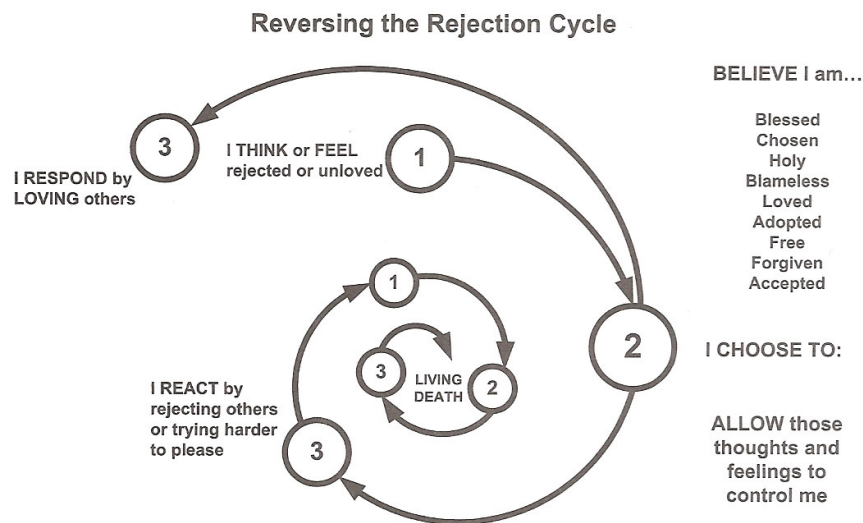 Reversing the Rejection Cycle
BELIEVE I am…
Blessed
Chosen
Holy
Blameless
Loved
Adopted
Free
Forgiven
Accepted
3
I RESPOND by
LOVING others
I THINK or FEEL
rejected or unloved
1
2
I CHOOSE TO:
ALLOW those
thoughts and
feelings to
control me
1
3
LIVING
DEATH
2
I REACT by
rejecting others
or trying harder
to please
3